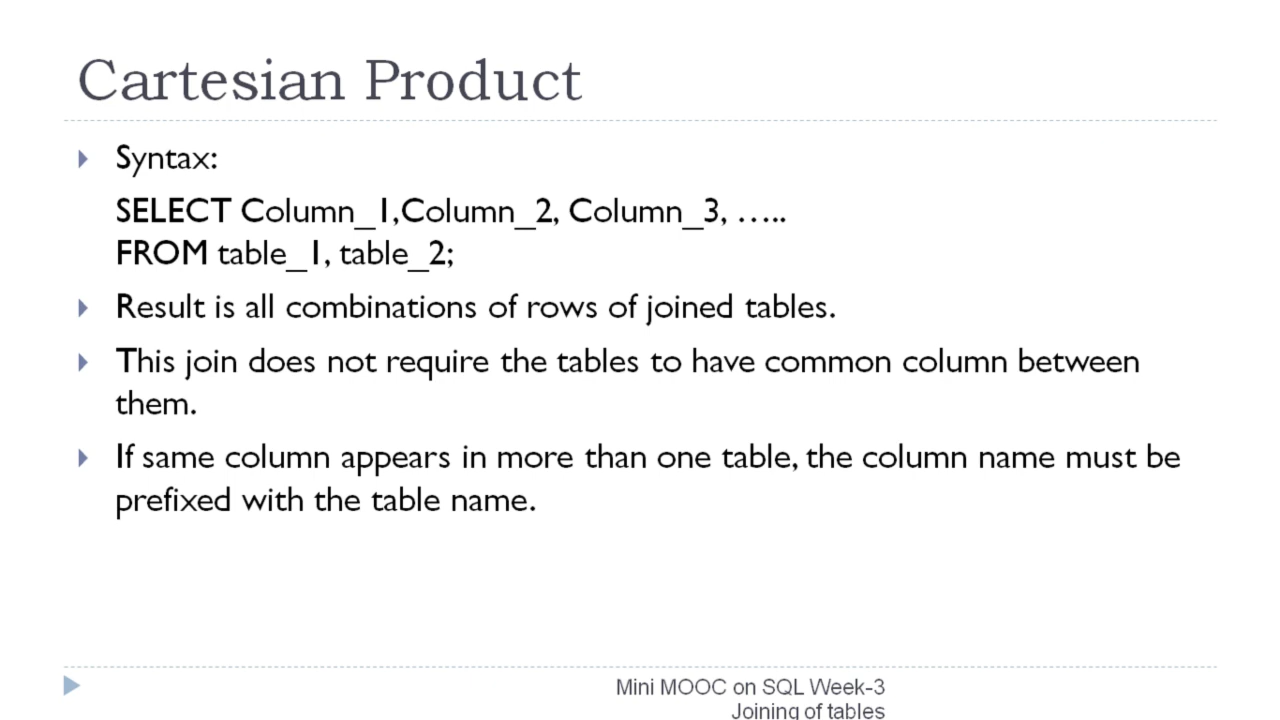 Cartesian Product
Syntax:
SELECT Column_1,Column_2, Column_3, …..
FROM table_1, table_2;
Result is all combinations of rows of joined tables.
This join does not require the tables to have common column between
them.
If same column appears in more than one table, the column name must be
prefixed with the table name.
Mini MOOC on SQL Week-3
Joining of tables